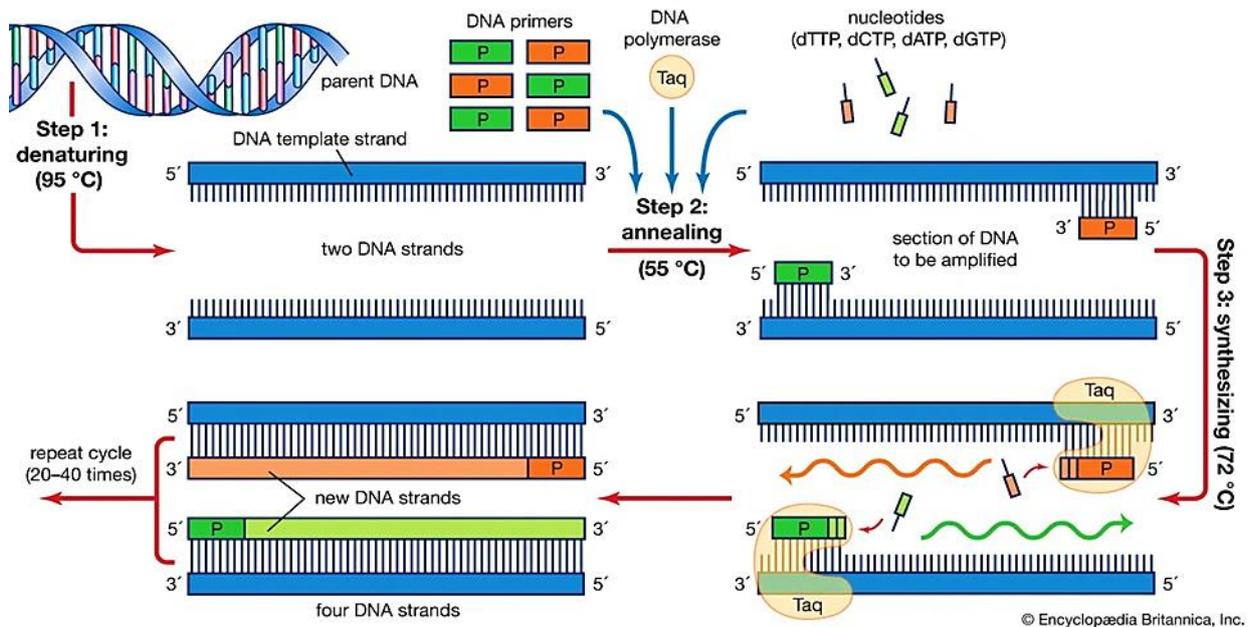 DNA primers
P P
P P
P P
DNA
polymerase
Taq
nucleotides
(dTTP, dCTP, dATP, dGTP)
parent DNA
Step 1:
denaturing
(95 °C)
DNA template strand
5′ 3′
two DNA strands
3′ 5′
Step 2:
annealing
(55 °C)
5′ 3′
3′ P 5′
section of DNA
to be amplified
5′ P 3′
3′ 5′
Step 3: synthesizing (72 °C)
Taq
5′ 3′
P 5′
5′ P
3′ 5′
Taq
5′ 3′
3′ P 5′
new DNA strands
5′ P 3′
3′ 5′
four DNA strands
repeat cycle
(20–40 times)
© Encyclopædia Britannica, Inc.